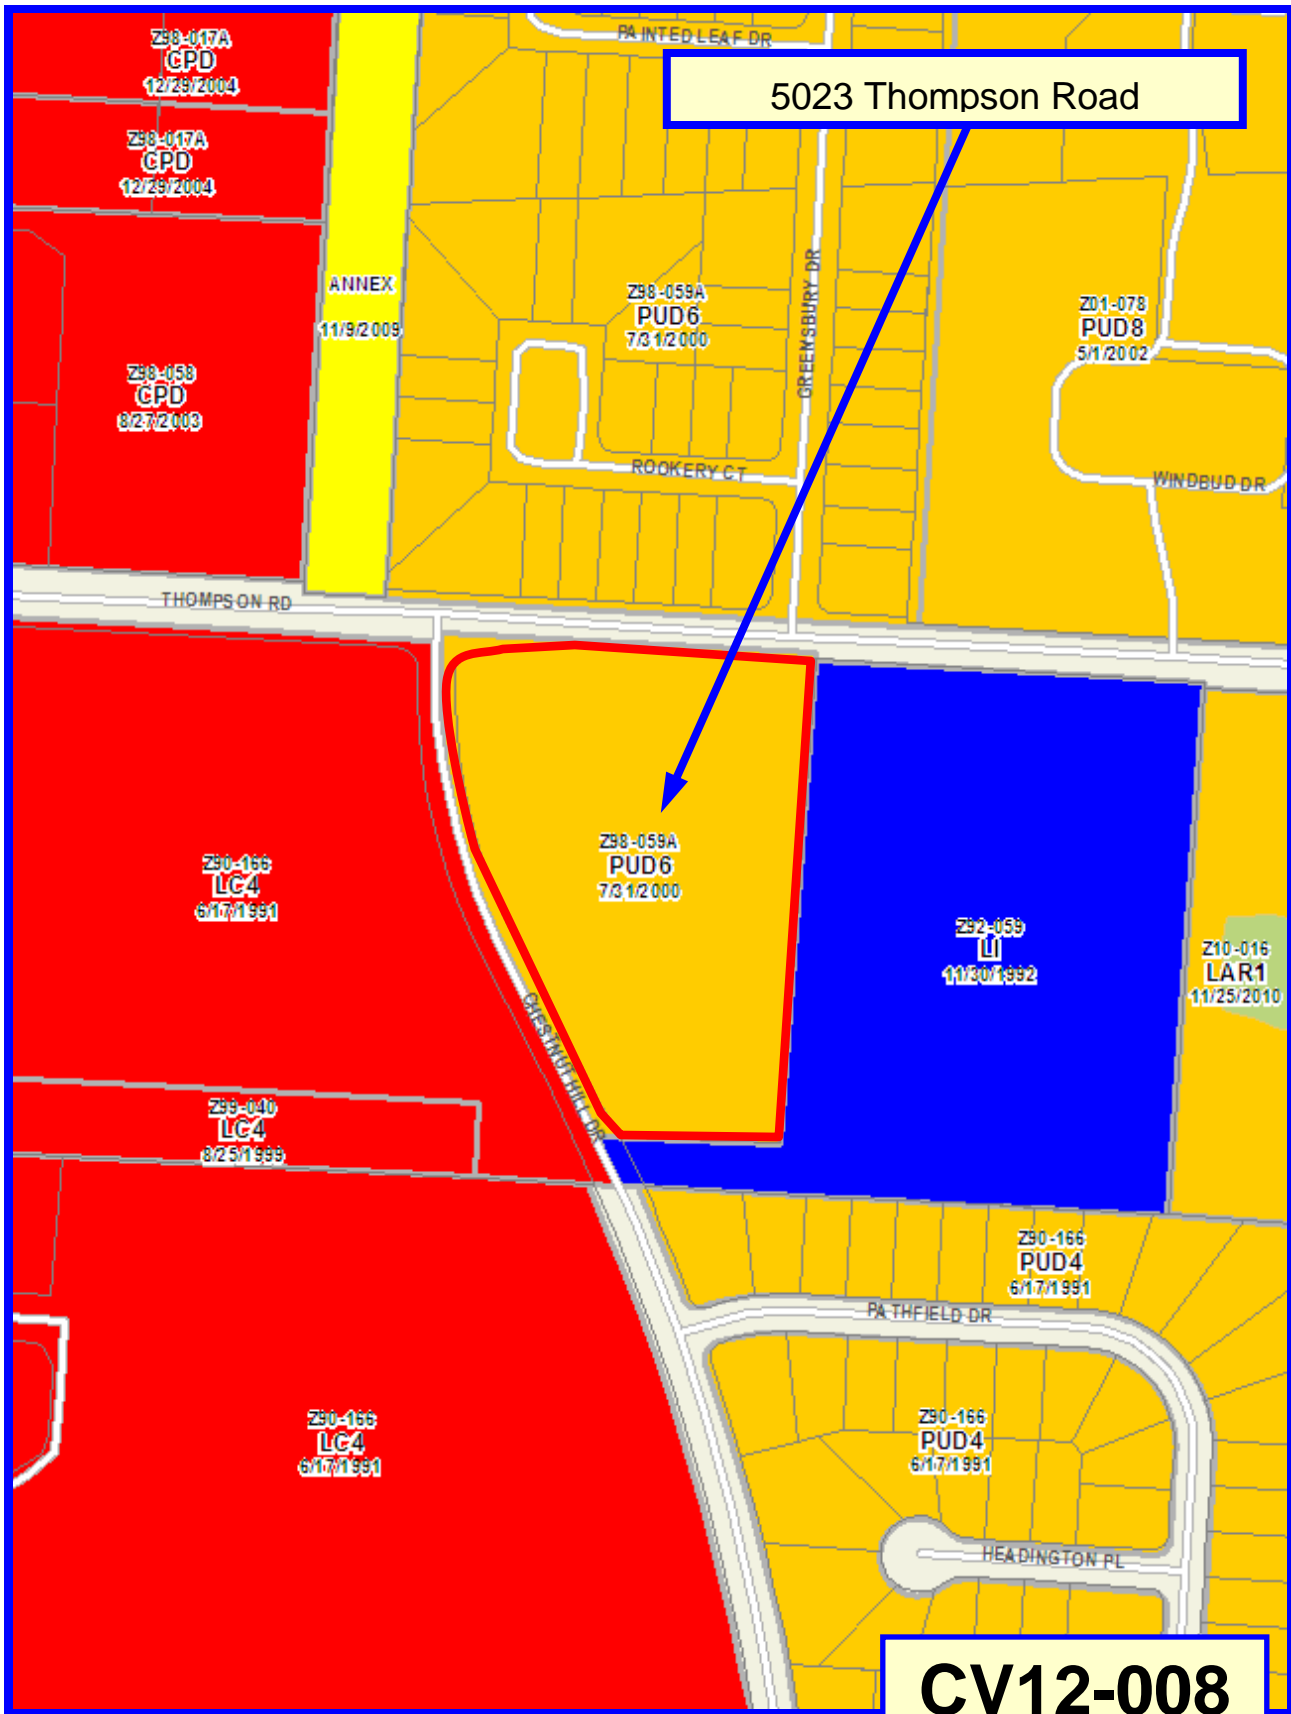 PAINTED LEAF DR
Z98-017A
CPD
12/29/2004
5023 Thompson Road
Z98-017A
CPD
12/29/2004
ANNEX
11/9/2009
Z98-059A
PUD6
7/31/2000
GREENSBURY DR
Z01-078
PUD8
5/1/2002
Z98-058
CPD
8/27/2003
ROOKERY CT
WINDBUD DR
THOMPSON RD
Z98-059A
PUD6
7/31/2000
Z90-166
LC4
6/17/1991
Z92-059
LI
11/30/1992
Z10-016
LAR1
11/25/2010
CHESTNUT HILL DR
Z99-040
LC4
8/25/1999
Z90-166
PUD4
6/17/1991
PATHFIELD DR
Z90-166
LC4
6/17/1991
Z90-166
PUD4
6/17/1991
HEADINGTON PL
CV12-008